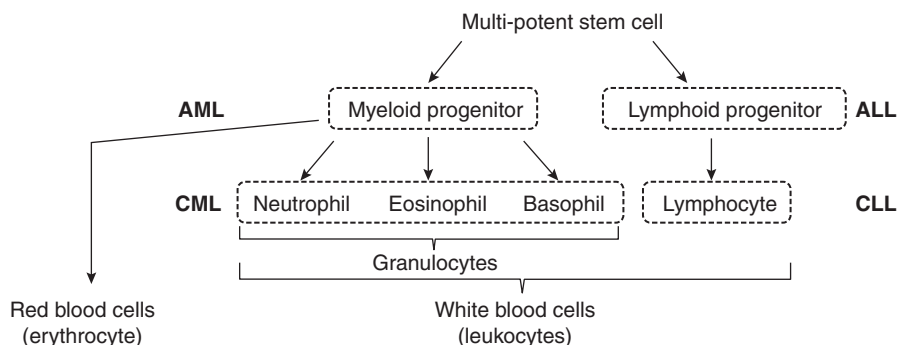 Multi-potent stem cell
AML Myeloid progenitor Lymphoid progenitor ALL
CML Neutrophil Eosinophil Basophil Lymphocyte CLL
Granulocytes
Red blood cells White blood cells
(erythrocyte) (leukocytes)